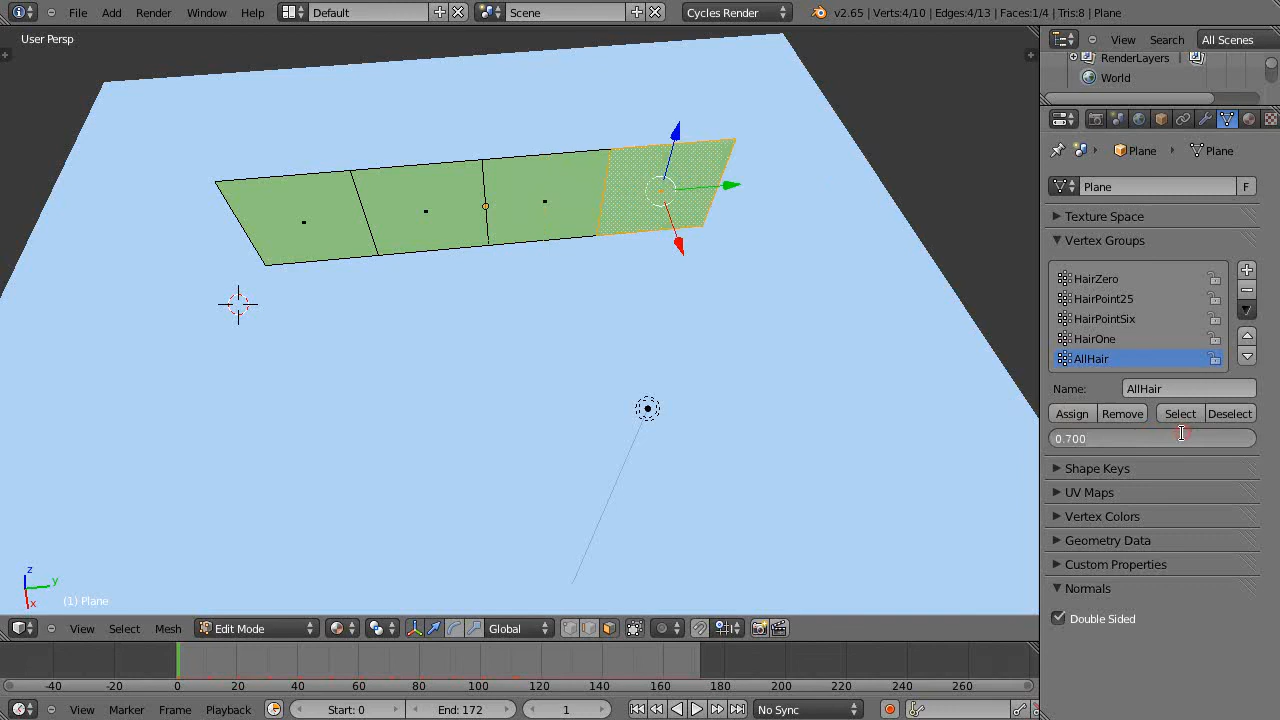 File Add Render Window Help Default Scene Cycles Render v2.65 | Verts:4/10 | Edges:4/13 | Faces:1/4 | Tris:8 | Plane
User Persp
View Search All Scenes
RenderLayers
World
Plane Plane
Plane F
Texture Space
Vertex Groups
HairZero
HairPoint25
HairPointSix
HairOne
AllHair
Name: AllHair
Assign Remove Select Deselect
0.700
Shape Keys
UV Maps
Vertex Colors
Geometry Data
Custom Properties
Normals
Double Sided
z
y
x
(1) Plane
View Select Mesh Edit Mode Global
-40 -20 0 20 40 60 80 100 120 140 160 180 200 220 240 260
View Marker Frame Playback Start: 0 End: 172 1 No Sync